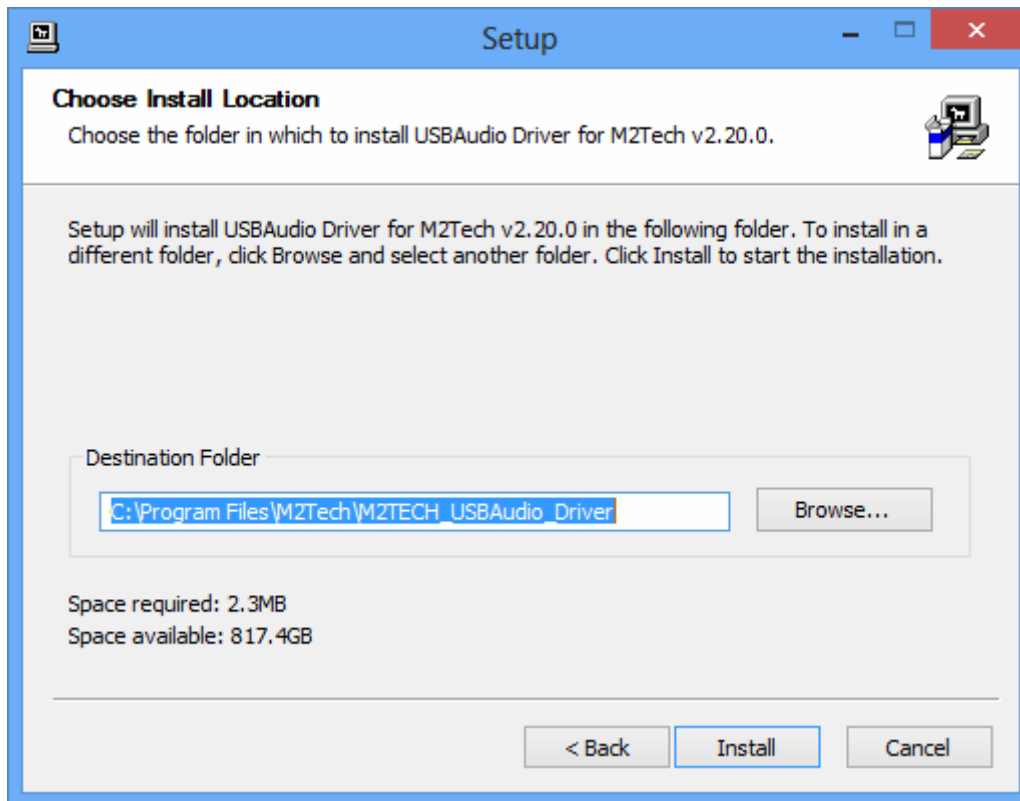 Setup
Choose Install Location
Choose the folder in which to install USBAudio Driver for M2Tech v2.20.0.
Setup will install USBAudio Driver for M2Tech v2.20.0 in the following folder. To install in a
different folder, click Browse and select another folder. Click Install to start the installation.
Destination Folder
C:\Program Files\M2Tech\M2TECH_USBAudio_Driver
Browse...
Space required: 2.3MB
Space available: 817.4GB
< Back
Install
Cancel